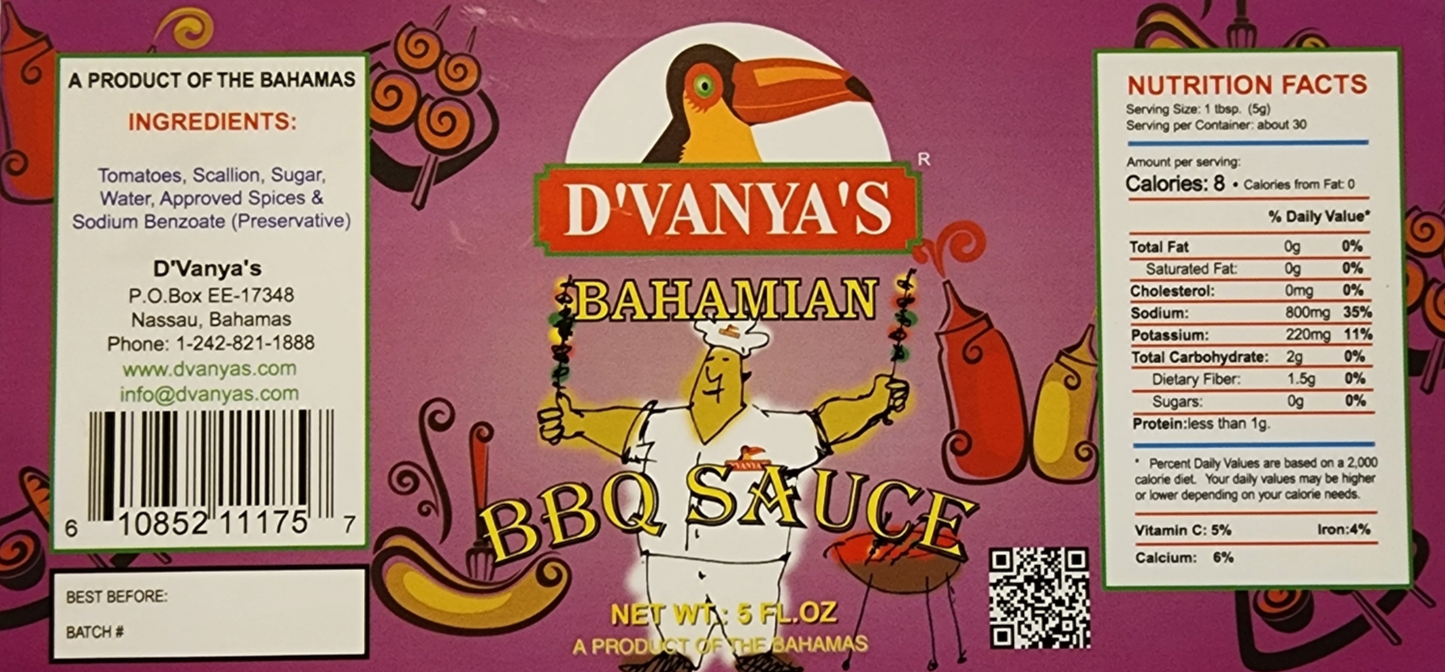 A PRODUCT OF THE BAHAMAS
INGREDIENTS:
Tomatoes, Scallion, Sugar,
Water, Approved Spices &
Sodium Benzoate (Preservative)
D'Vanya's
P.O.Box EE-17348
Nassau, Bahamas
Phone: 1-242-821-1888
www.dvanyas.com
info@dvanyas.com
6 10852 11175 7
BEST BEFORE:
BATCH #
D'VANYA'S
R
BAHAMIAN
BBQ SAUCE
NET WT.: 5 FL.OZ
A PRODUCT OF THE BAHAMAS
NUTRITION FACTS
Serving Size: 1 tbsp. (5g)
Serving per Container: about 30
Amount per serving:
Calories: 8 • Calories from Fat: 0
% Daily Value*
Total Fat 0g 0%
Saturated Fat: 0g 0%
Cholesterol: 0mg 0%
Sodium: 800mg 35%
Potassium: 220mg 11%
Total Carbohydrate: 2g 0%
Dietary Fiber: 1.5g 0%
Sugars: 0g 0%
Protein:less than 1g.
* Percent Daily Values are based on a 2,000
calorie diet. Your daily values may be higher
or lower depending on your calorie needs.
Vitamin C: 5% Iron:4%
Calcium: 6%